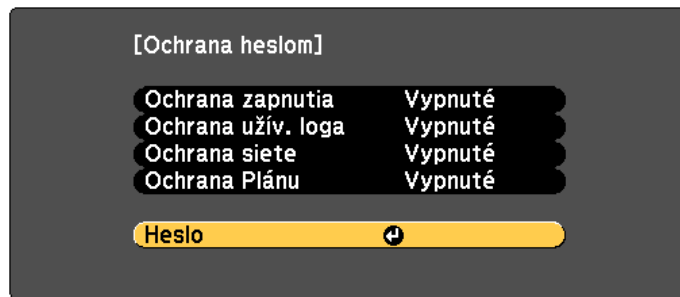 [Ochrana heslom]
Ochrana zapnutia Vypnuté
Ochrana užív. loga Vypnuté
Ochrana siete Vypnuté
Ochrana Plánu Vypnuté
Heslo